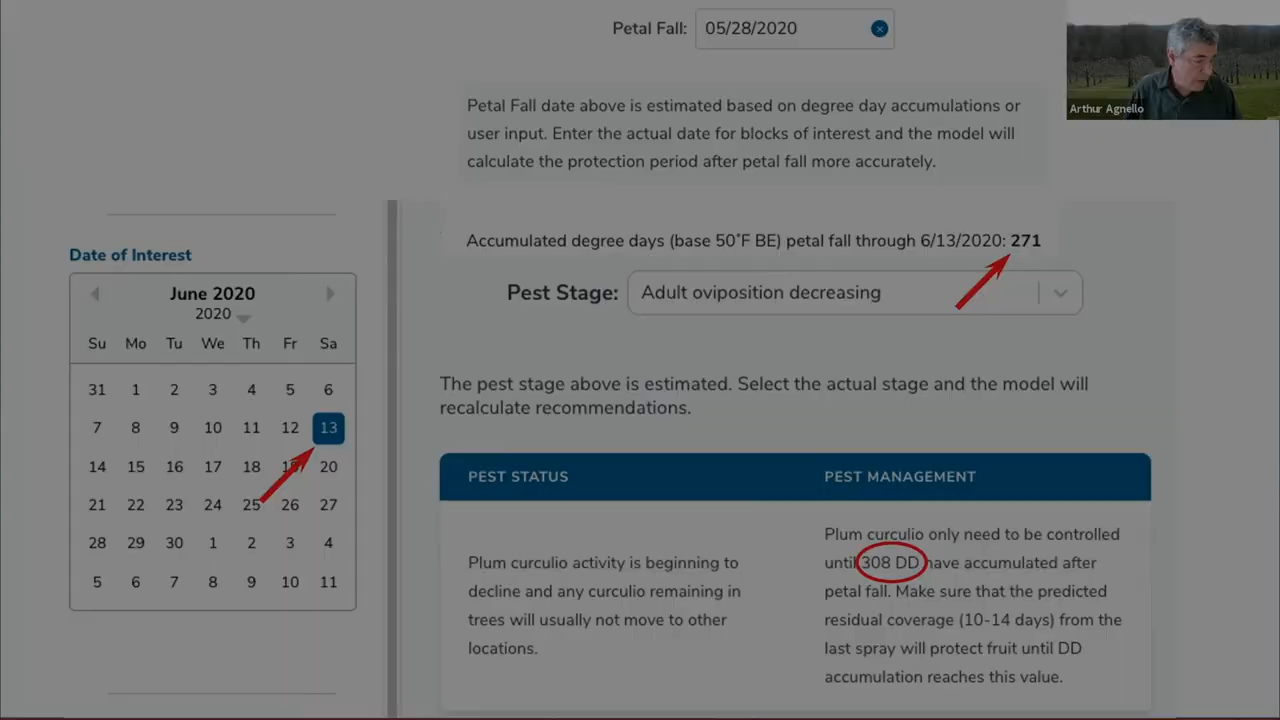 Petal Fall: 05/28/2020
Arthur Agnello
Petal Fall date above is estimated based on degree day accumulations or
user input. Enter the actual date for blocks of interest and the model will
calculate the protection period after petal fall more accurately.
Accumulated degree days (base 50°F BE) petal fall through 6/13/2020: 271
Pest Stage: Adult oviposition decreasing
Date of Interest
June 2020
2020
Su Mo Tu We Th Fr Sa
31 1 2 3 4 5 6
7 8 9 10 11 12 13
14 15 16 17 18 19 20
21 22 23 24 25 26 27
28 29 30 1 2 3 4
5 6 7 8 9 10 11
The pest stage above is estimated. Select the actual stage and the model will
recalculate recommendations.
PEST STATUS
Plum curculio activity is beginning to
decline and any curculio remaining in
trees will usually not move to other
locations.
PEST MANAGEMENT
Plum curculio only need to be controlled
until 308 DD have accumulated after
petal fall. Make sure that the predicted
residual coverage (10-14 days) from the
last spray will protect fruit until DD
accumulation reaches this value.